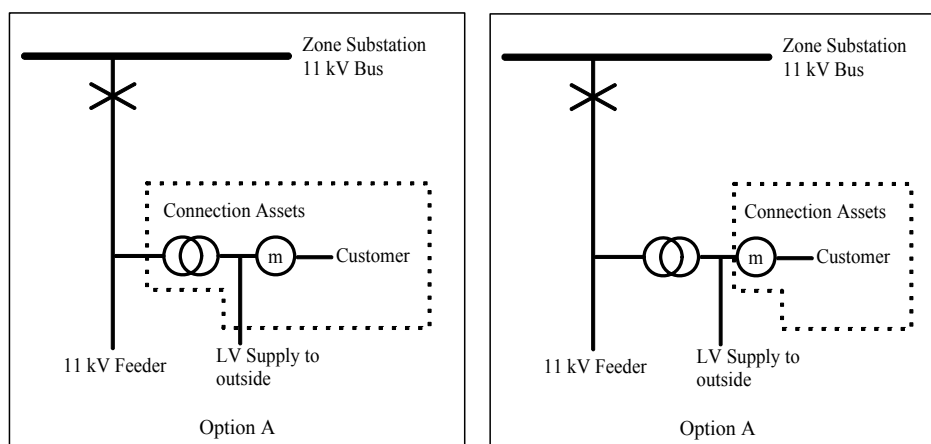 Zone Substation
11 kV Bus
Connection Assets
m
Customer
11 kV Feeder
LV Supply to
outside
Option A
Zone Substation
11 kV Bus
Connection Assets
m
Customer
11 kV Feeder
LV Supply to
outside
Option A